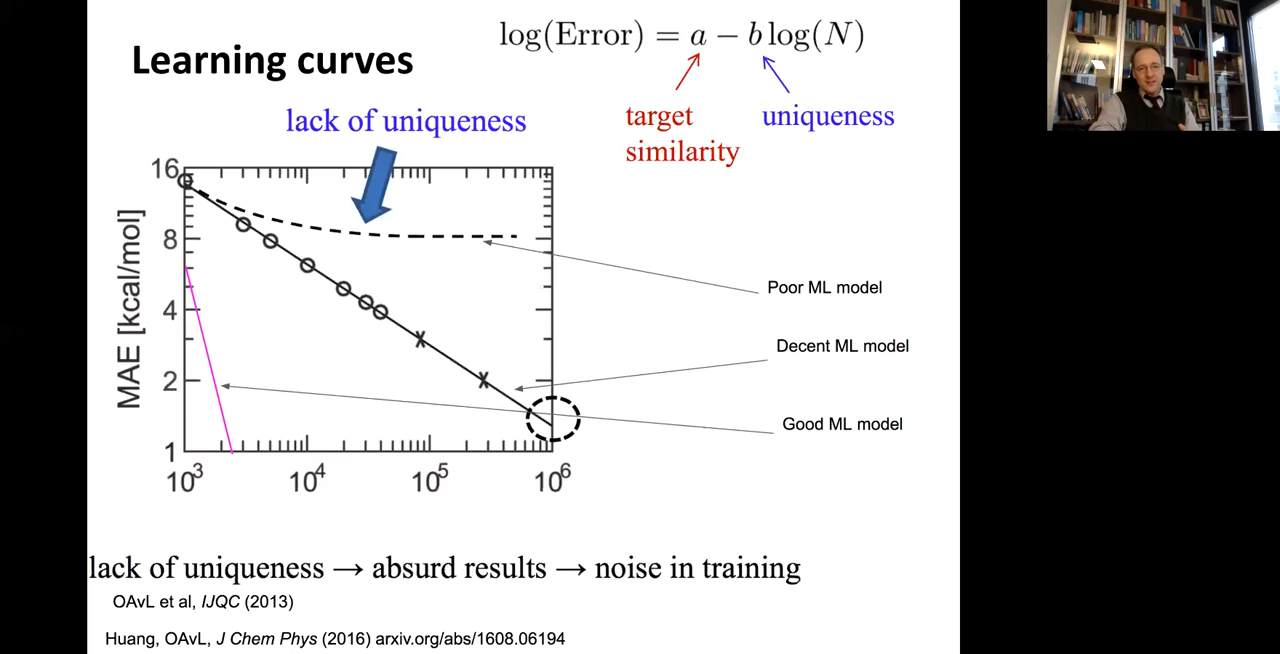 Learning curves
log(Error) = a − b log(N)
target
similarity
uniqueness
lack of uniqueness
MAE [kcal/mol]
16
8
4
2
1
10³
10⁴
10⁵
10⁶
Poor ML model
Decent ML model
Good ML model
lack of uniqueness → absurd results → noise in training
OAvL et al, IJQC (2013)
Huang, OAvL, J Chem Phys (2016) arxiv.org/abs/1608.06194